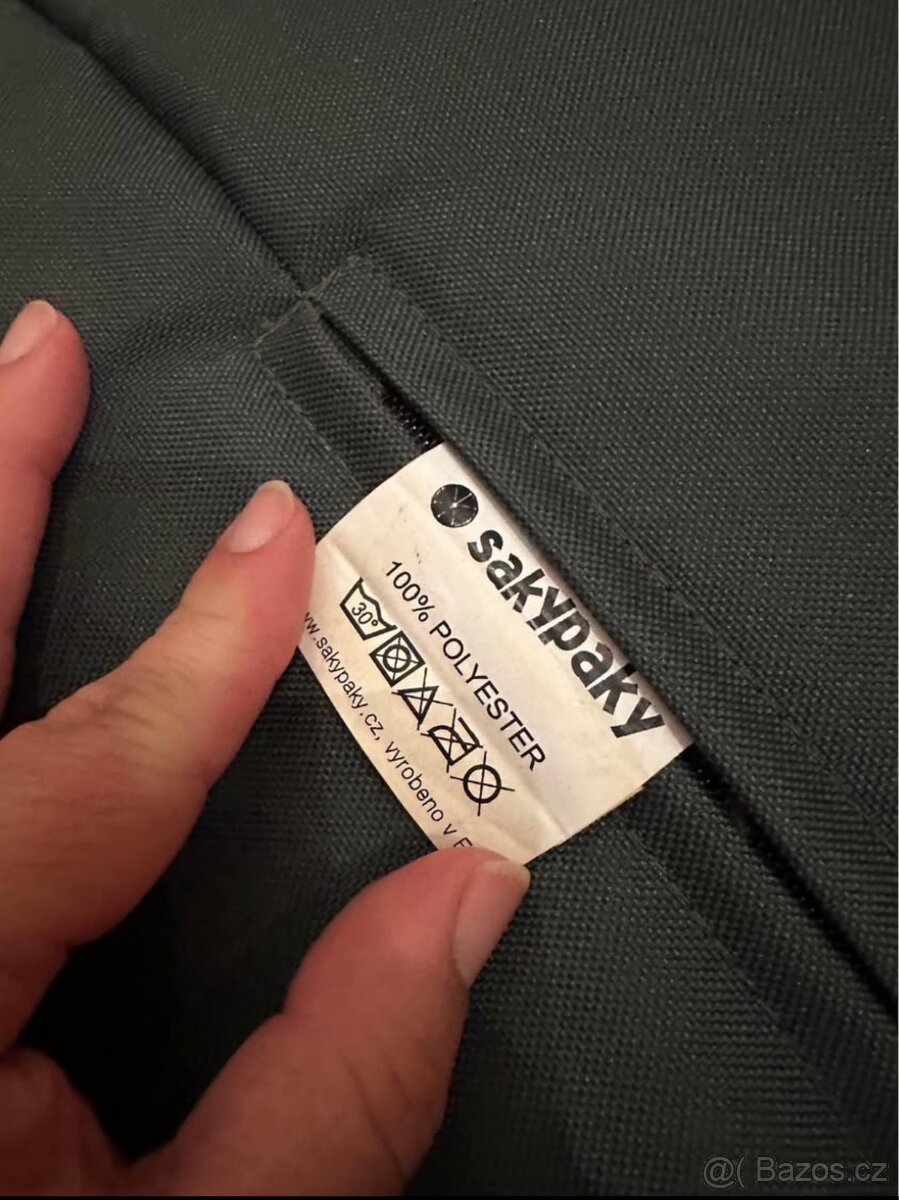 sakypaky
100% POLYESTER
30°
www.sakypaky.cz, vyrobeno v
@( Bazos.cz